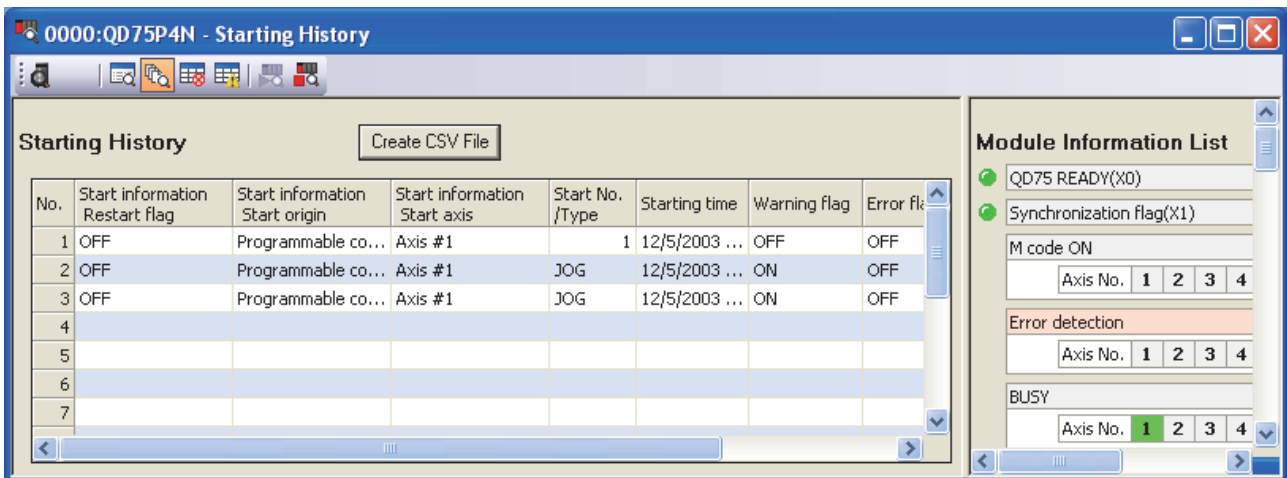 0000:QD75P4N - Starting History
Starting History
Create CSV File
No. Start information Restart flag Start information Start origin Start information Start axis Start No. /Type Starting time Warning flag Error fla
1 OFF Programmable co... Axis #1 1 12/5/2003 ... OFF OFF
2 OFF Programmable co... Axis #1 JOG 12/5/2003 ... ON OFF
3 OFF Programmable co... Axis #1 JOG 12/5/2003 ... ON OFF
4
5
6
7
Module Information List
QD75 READY(X0)
Synchronization flag(X1)
M code ON
Axis No. 1 2 3 4
Error detection
Axis No. 1 2 3 4
BUSY
Axis No. 1 2 3 4